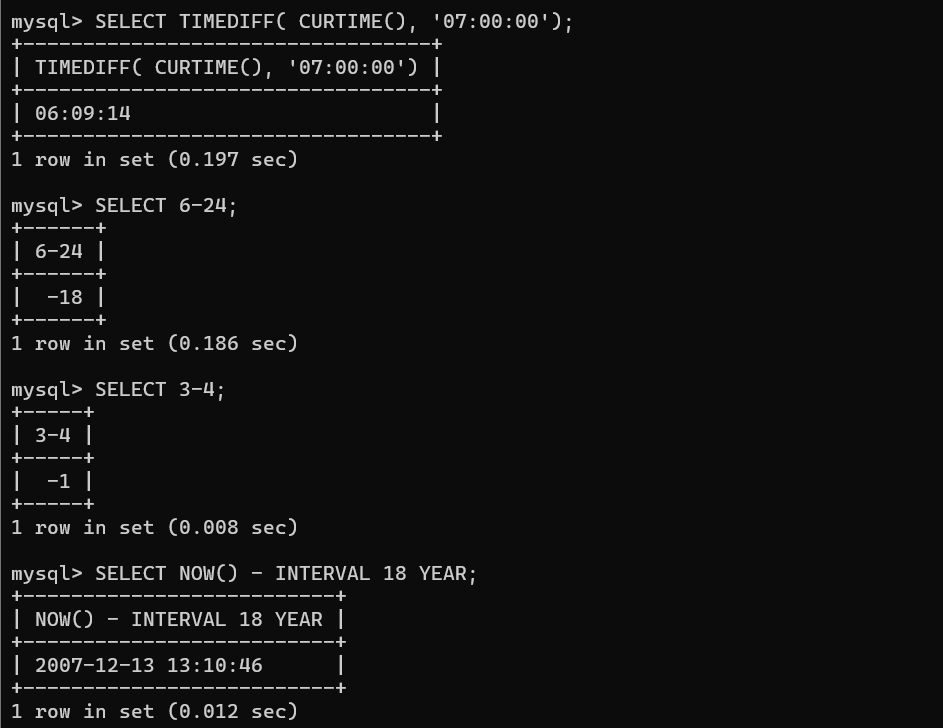 mysql> SELECT TIMEDIFF( CURTIME(), '07:00:00');
+----------------------------------+
| TIMEDIFF( CURTIME(), '07:00:00') |
+----------------------------------+
| 06:09:14                         |
+----------------------------------+
1 row in set (0.197 sec)

mysql> SELECT 6-24;
+------+
| 6-24 |
+------+
|  -18 |
+------+
1 row in set (0.186 sec)

mysql> SELECT 3-4;
+-----+
| 3-4 |
+-----+
|  -1 |
+-----+
1 row in set (0.008 sec)

mysql> SELECT NOW() - INTERVAL 18 YEAR;
+--------------------------+
| NOW() - INTERVAL 18 YEAR |
+--------------------------+
| 2007-12-13 13:10:46      |
+--------------------------+
1 row in set (0.012 sec)